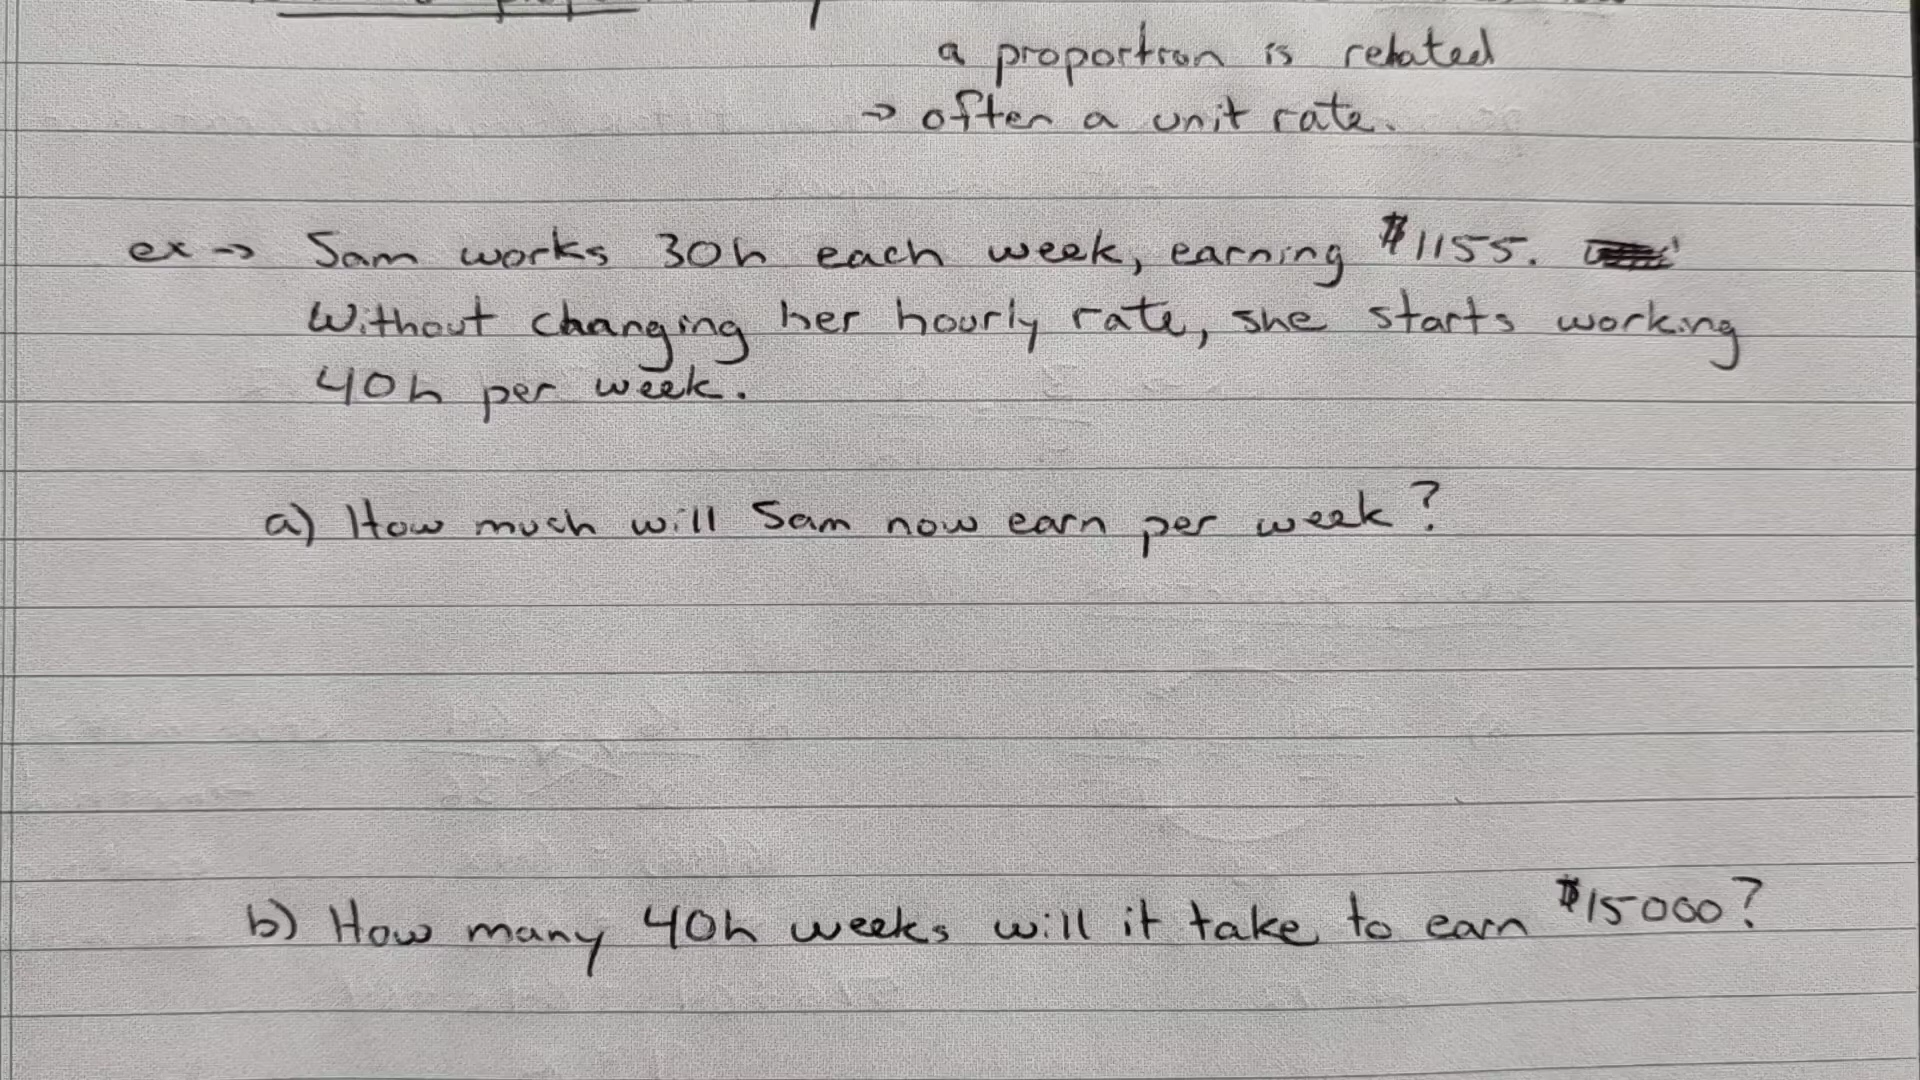 a proportion is related
→ often a unit rate.
ex → Sam works 30h each week, earning $1155.
Without changing her hourly rate, she starts working
40h per week.
a) How much will Sam now earn per week?
b) How many 40h weeks will it take to earn $15000?